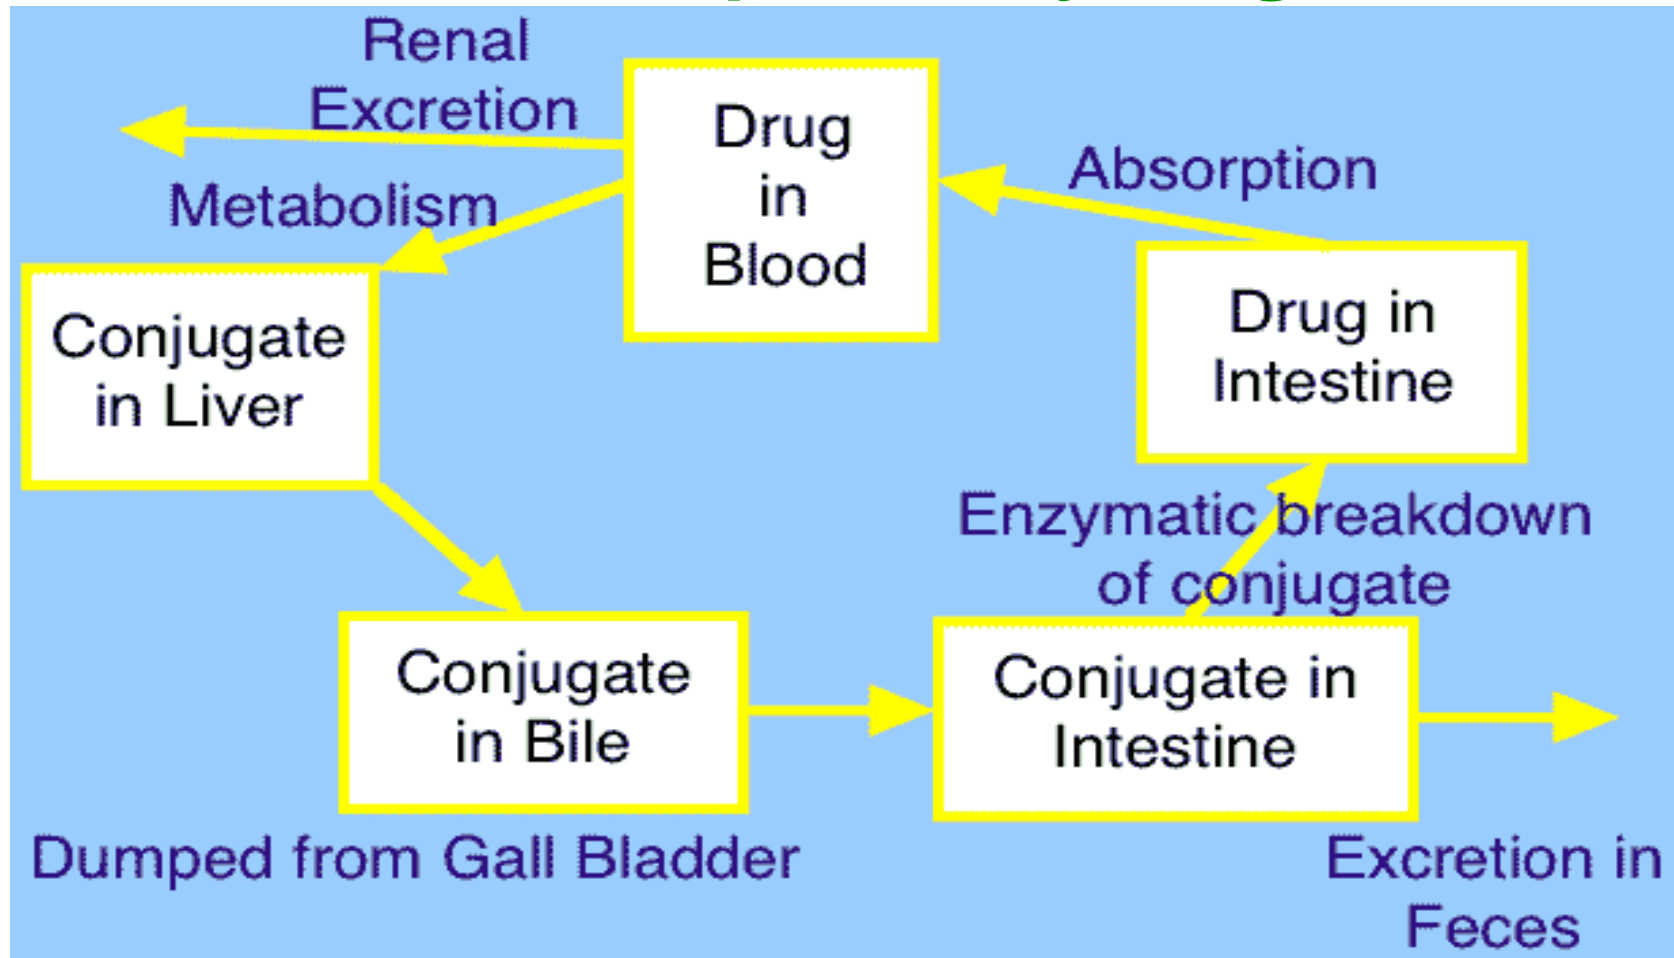 Renal
Excretion
Drug
in
Blood
Absorption
Metabolism
Conjugate
in Liver
Drug in
Intestine
Enzymatic breakdown
of conjugate
Conjugate
in Bile
Conjugate in
Intestine
Dumped from Gall Bladder
Excretion in
Feces